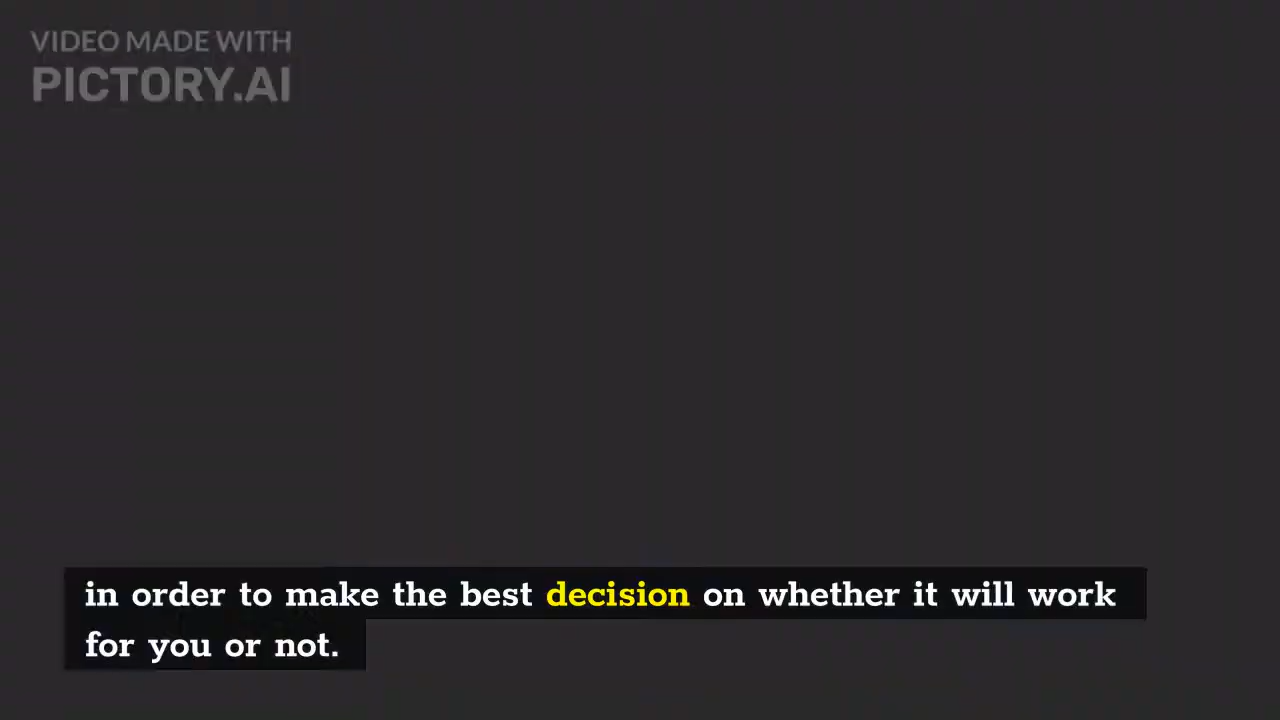 VIDEO MADE WITH
PICTORY.AI
in order to make the best decision on whether it will work
for you or not.